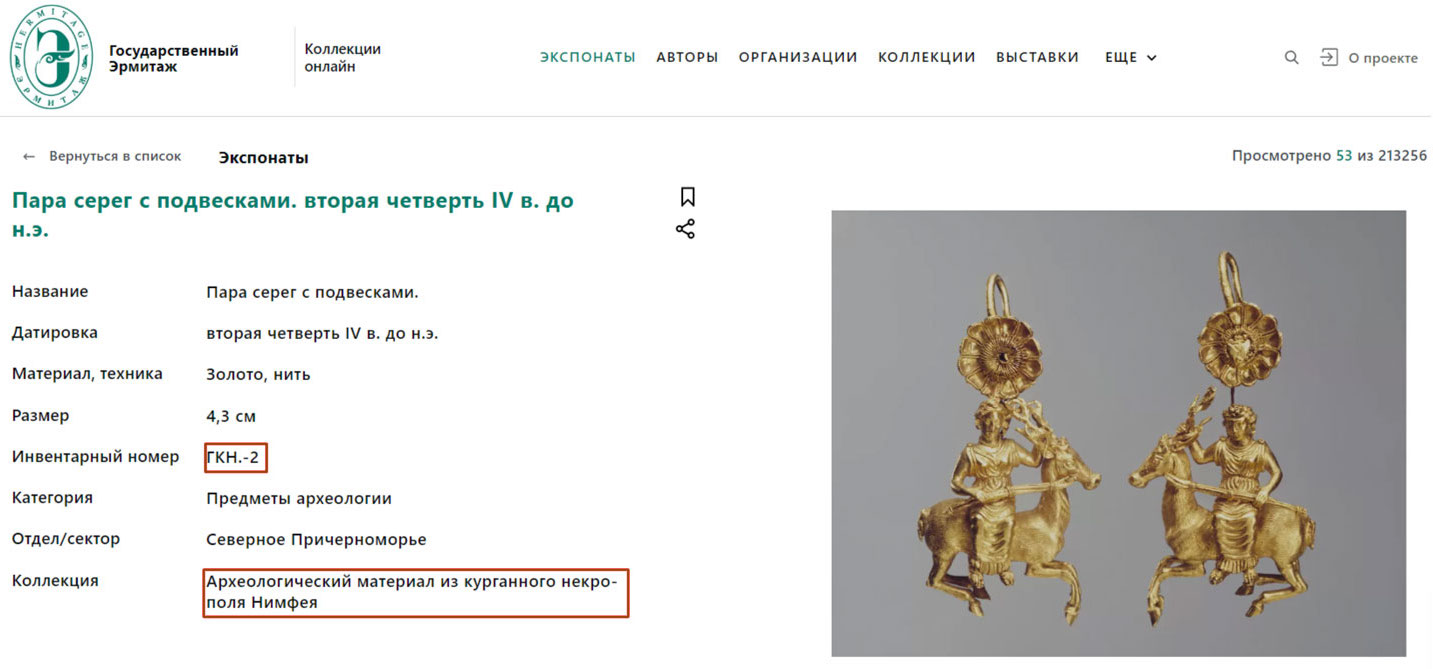 HERMITAGE
ЭРМИТАЖ
Государственный
Эрмитаж
Коллекции
онлайн
ЭКСПОНАТЫ АВТОРЫ ОРГАНИЗАЦИИ КОЛЛЕКЦИИ ВЫСТАВКИ ЕЩЕ
О проекте
← Вернуться в список Экспонаты
Просмотрено 53 из 213256
Пара серег с подвесками. вторая четверть IV в. до
н.э.
Название Пара серег с подвесками.
Датировка вторая четверть IV в. до н.э.
Материал, техника Золото, нить
Размер 4,3 см
Инвентарный номер ГКН.-2
Категория Предметы археологии
Отдел/сектор Северное Причерноморье
Коллекция Археологический материал из курганного некро-
поля Нимфея